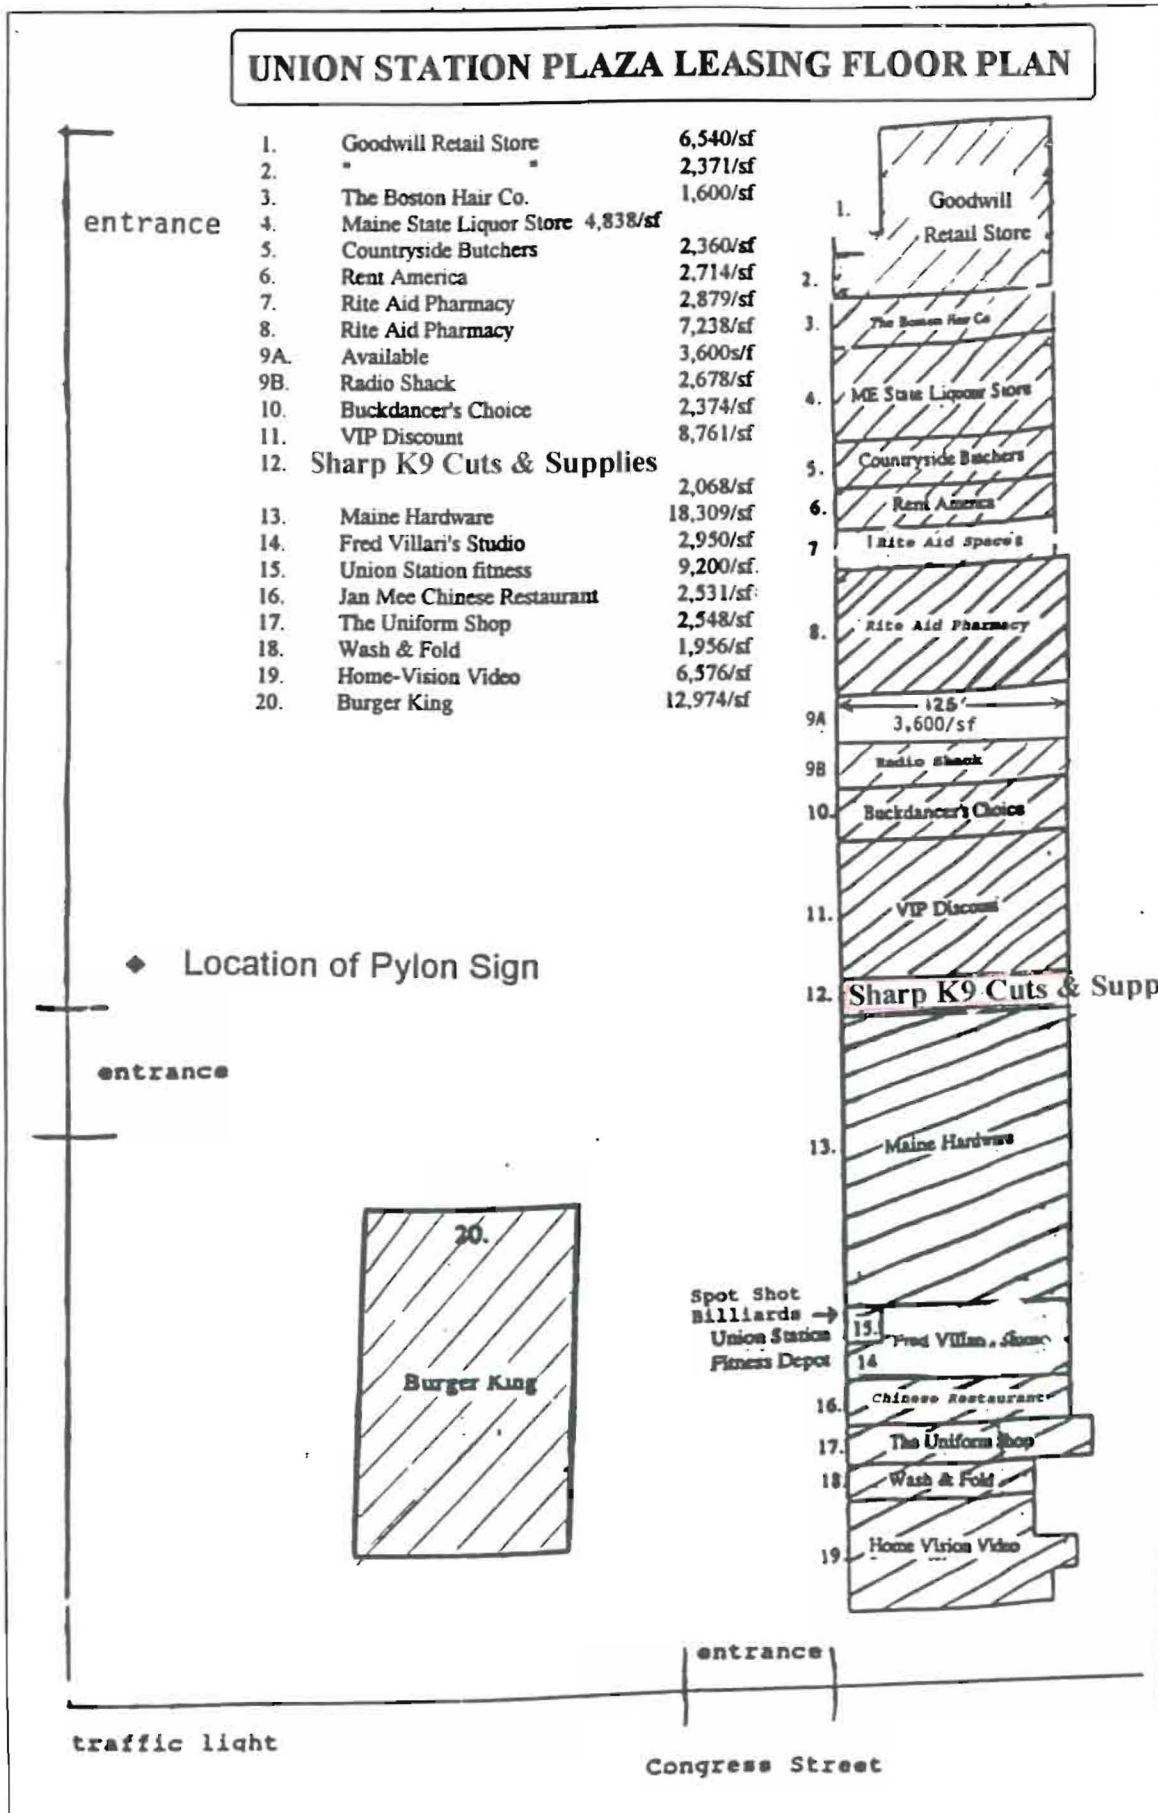 UNION STATION PLAZA LEASING FLOOR PLAN
1. Goodwill Retail Store 6,540/sf
2. " " 2,371/sf
3. The Boston Hair Co. 1,600/sf
4. Maine State Liquor Store 4,838/sf
5. Countryside Butchers 2,360/sf
6. Rent America 2,714/sf
7. Rite Aid Pharmacy 2,879/sf
8. Rite Aid Pharmacy 7,238/sf
9A. Available 3,600s/f
9B. Radio Shack 2,678/sf
10. Buckdancer's Choice 2,374/sf
11. VIP Discount 8,761/sf
12. Sharp K9 Cuts & Supplies
2,068/sf
13. Maine Hardware 18,309/sf
14. Fred Villari's Studio 2,950/sf
15. Union Station fitness 9,200/sf.
16. Jan Mee Chinese Restaurant 2,531/sf
17. The Uniform Shop 2,548/sf
18. Wash & Fold 1,956/sf
19. Home-Vision Video 6,576/sf
20. Burger King 12,974/sf
entrance
Location of Pylon Sign
entrance
1. Goodwill
Retail Store
2.
3. The Boston Hair Co
4. ME State Liquour Store
5. Countryside Butchers
6. Rent America
7 Rite Aid Spaces
8. Rite Aid Pharmacy
9A 126'
3,600/sf
9B Radio Shack
10. Buckdancer's Choice
11. VIP Discount
12. Sharp K9 Cuts & Supp
13. Maine Hardware
20.
Burger King
Spot Shot
Billiards
Union Station
Fitness Depot
15. Fred
14
16. Chinese Restaurant
17. The Uniform Shop
18. Wash & Fold
19. Home Vision Video
entrance
traffic light
Congress Street